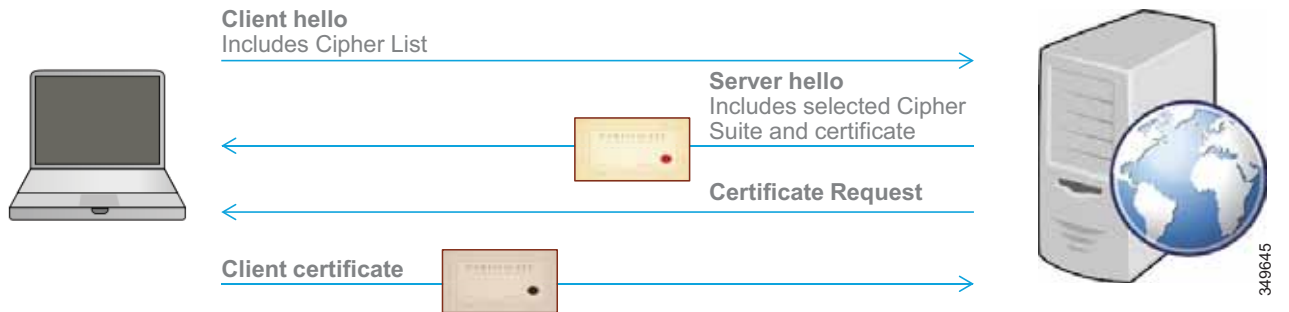 Client hello
Includes Cipher List
Server hello
Includes selected Cipher
Suite and certificate
Certificate Request
Client certificate
349645